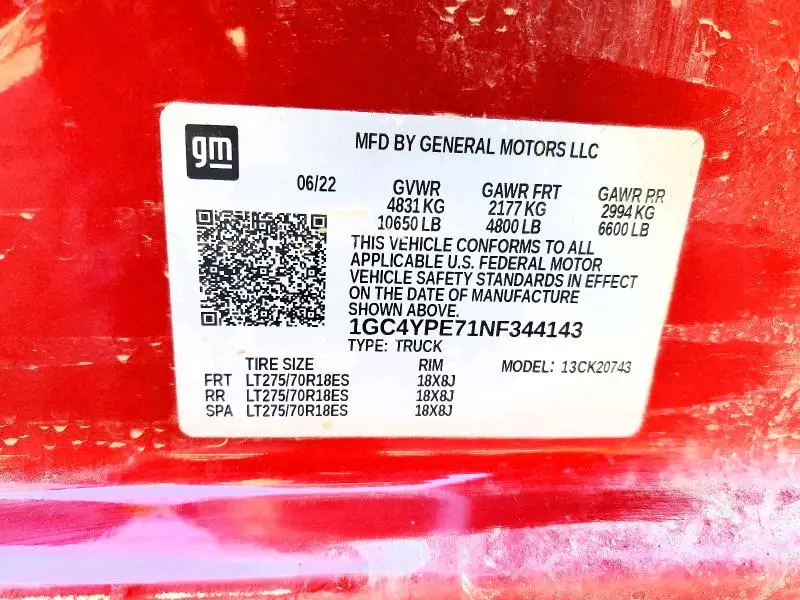 gm
MFD BY GENERAL MOTORS LLC
06/22 GVWR GAWR FRT GAWR RR
4831 KG 2177 KG 2994 KG
10650 LB 4800 LB 6600 LB
THIS VEHICLE CONFORMS TO ALL
APPLICABLE U.S. FEDERAL MOTOR
VEHICLE SAFETY STANDARDS IN EFFECT
ON THE DATE OF MANUFACTURE
SHOWN ABOVE.
1GC4YPE71NF344143
TYPE: TRUCK
TIRE SIZE RIM MODEL: 13CK20743
FRT LT275/70R18ES 18X8J
RR LT275/70R18ES 18X8J
SPA LT275/70R18ES 18X8J